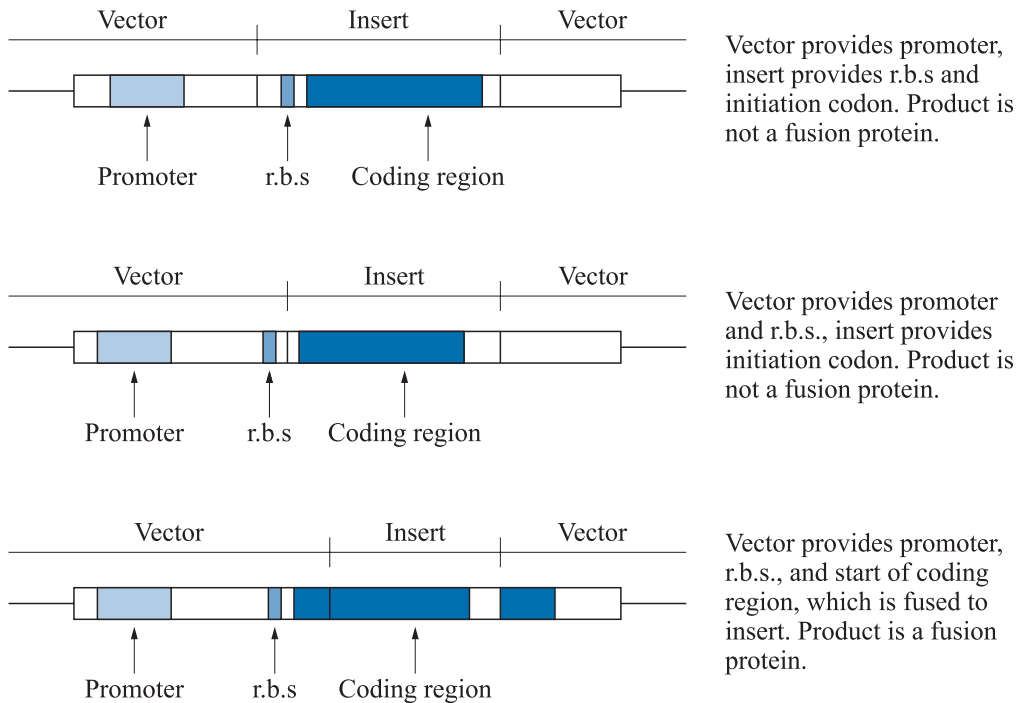 Vector Insert Vector
Vector provides promoter,
insert provides r.b.s and
initiation codon. Product is
not a fusion protein.
Promoter r.b.s Coding region
Vector Insert Vector
Vector provides promoter
and r.b.s., insert provides
initiation codon. Product is
not a fusion protein.
Promoter r.b.s Coding region
Vector Insert Vector
Vector provides promoter,
r.b.s., and start of coding
region, which is fused to
insert. Product is a fusion
protein.
Promoter r.b.s Coding region